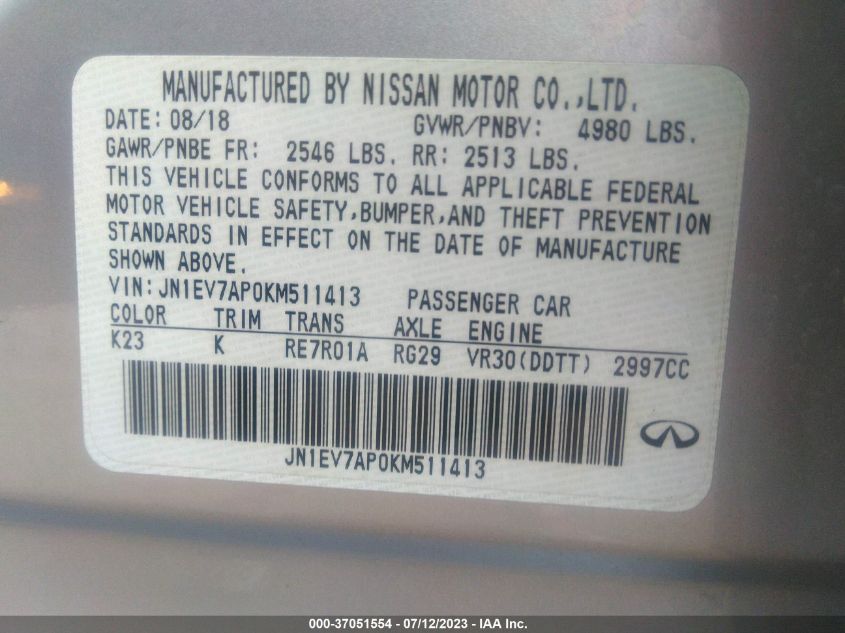 MANUFACTURED BY NISSAN MOTOR CO.,LTD.
DATE: 08/18 GVWR/PNBV: 4980 LBS.
GAWR/PNBE FR: 2546 LBS. RR: 2513 LBS.
THIS VEHICLE CONFORMS TO ALL APPLICABLE FEDERAL
MOTOR VEHICLE SAFETY,BUMPER,AND THEFT PREVENTION
STANDARDS IN EFFECT ON THE DATE OF MANUFACTURE
SHOWN ABOVE.
VIN:JN1EV7AP0KM511413 PASSENGER CAR
COLOR TRIM TRANS AXLE ENGINE
K23 K RE7R01A RG29 VR30(DDTT) 2997CC
JN1EV7AP0KM511413
000-37051554 - 07/12/2023 - IAA Inc.